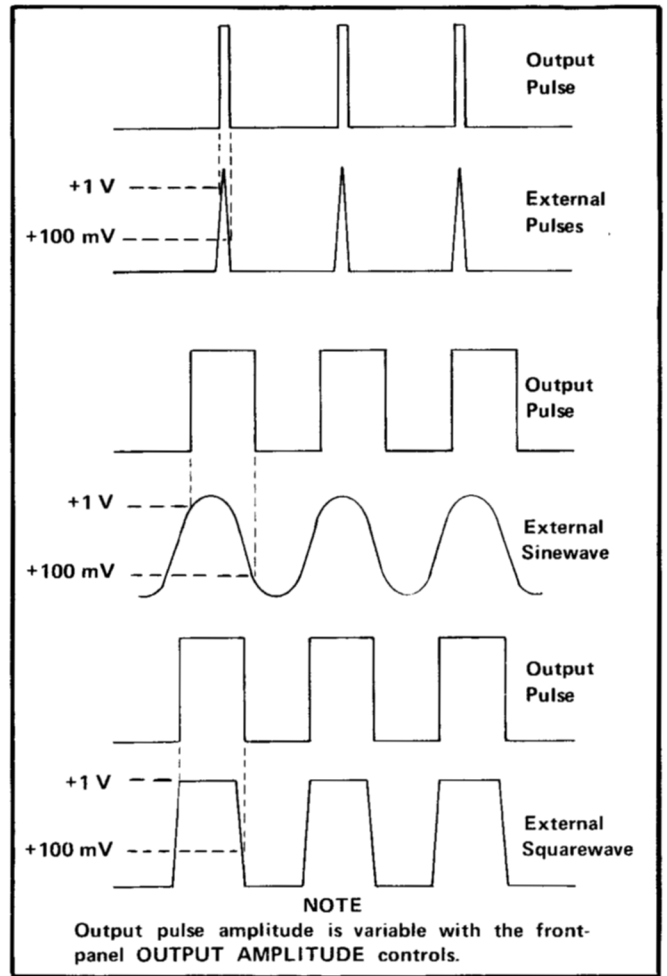 Output
Pulse
+1 V
External
Pulses
+100 mV
Output
Pulse
+1 V
External
Sinewave
+100 mV
Output
Pulse
+1 V
External
Squarewave
+100 mV
NOTE
Output pulse amplitude is variable with the front-
panel OUTPUT AMPLITUDE controls.